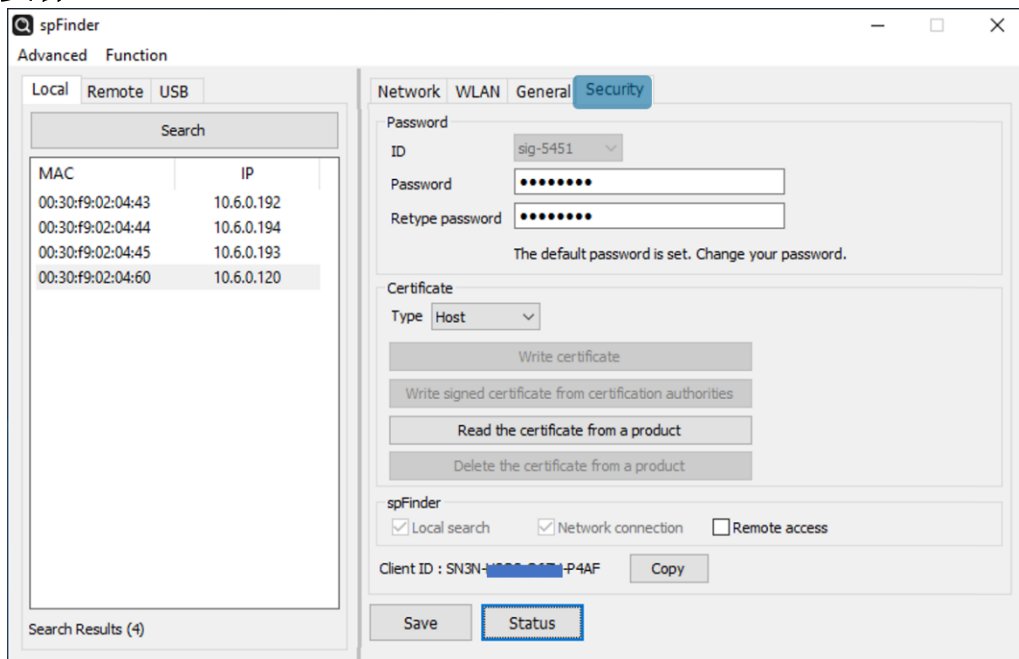 spFinder
Advanced Function
Local Remote USB
Search
MAC IP
00:30:f9:02:04:43 10.6.0.192
00:30:f9:02:04:44 10.6.0.194
00:30:f9:02:04:45 10.6.0.193
00:30:f9:02:04:60 10.6.0.120
Search Results (4)
Network WLAN General Security
Password
ID sig-5451
Password ••••••••
Retype password ••••••••
The default password is set. Change your password.
Certificate
Type Host
Write certificate
Write signed certificate from certification authorities
Read the certificate from a product
Delete the certificate from a product
spFinder
Local search Network connection Remote access
Client ID : SN3N- -P4AF Copy
Save Status